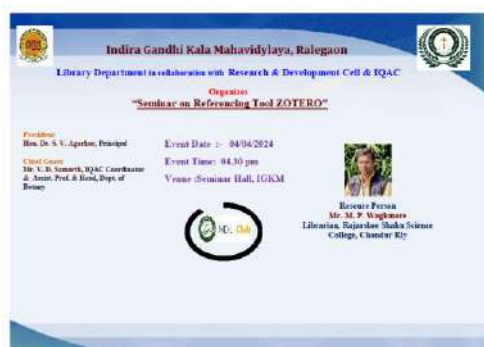 Indira Gandhi Kala Mahavidylaya, Ralegaon
Library Department in collaboration with Research & Development Cell & IQAC
Organizes
“Seminar on Referencing Tool ZOTERO”
President
Hon. Dr. S. V. Agarkar, Principal
Chief Guest
Mr. V. D. Samarth, IQAC Coordinator
& Assist. Prof. & Head, Dept. of
Botany
Event Date :- 04/04/2024
Event Time: 04.30 pm
Venue :Seminar Hall, IGKM
NDLI Club
Resoure Person
Mr. M. P. Waghmare
Librarian, Rajarshee Shahu Science
College, Chandur Rly